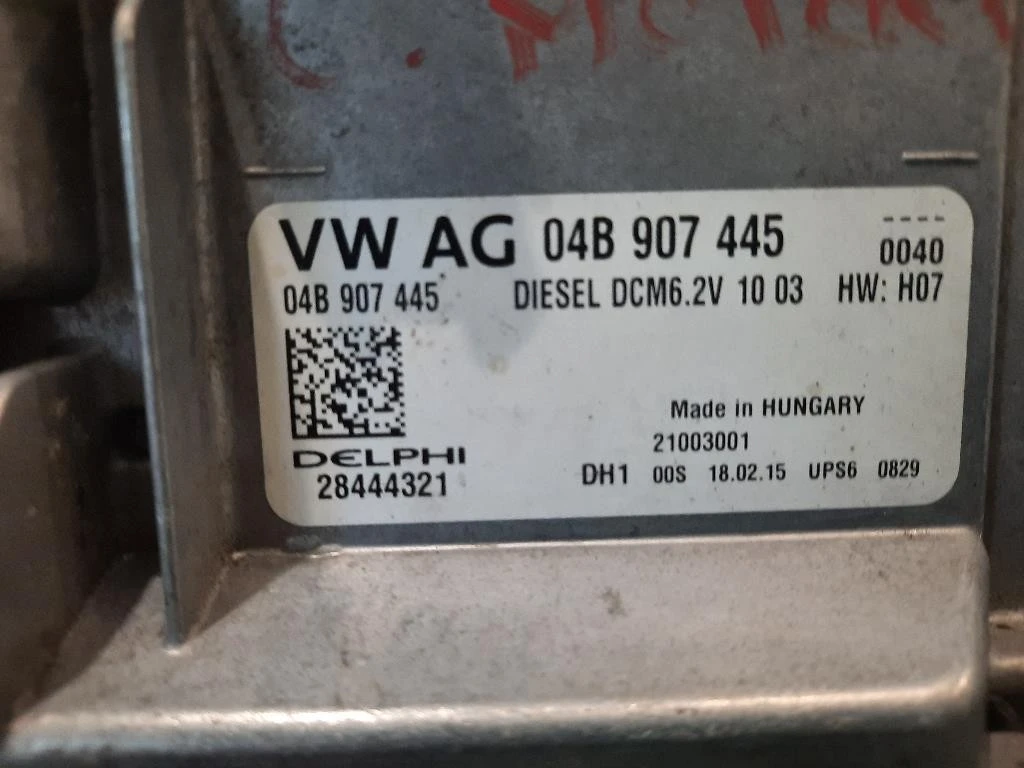 VW AG 04B 907 445 ----
0040
04B 907 445 DIESEL DCM6.2V 10 03 HW: H07
Made in HUNGARY
21003001
DELPHI
28444321 DH1 00S 18.02.15 UPS6 0829